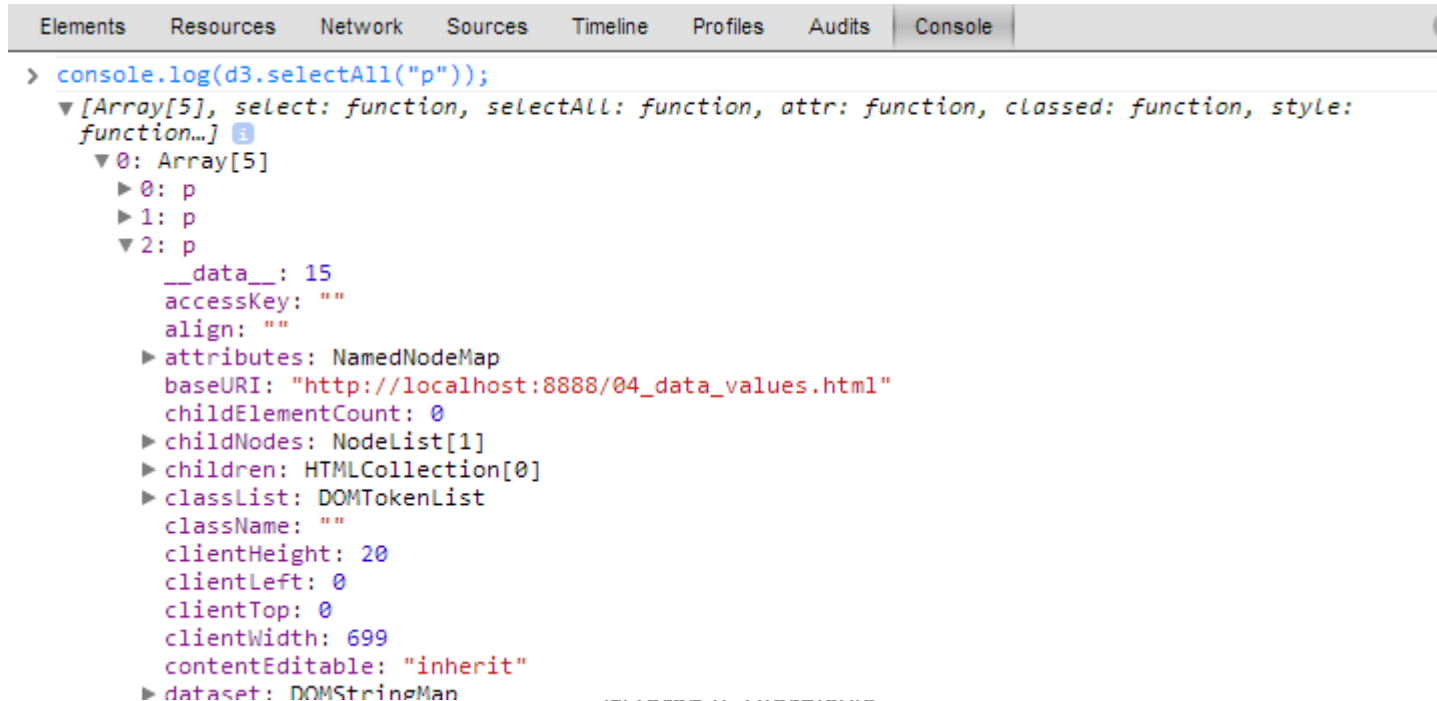 Elements Resources Network Sources Timeline Profiles Audits Console
> console.log(d3.selectAll("p"));
▼[Array[5], select: function, selectAll: function, attr: function, classed: function, style:
function…] i
▼0: Array[5]
▶0: p
▶1: p
▼2: p
__data__: 15
accessKey: ""
align: ""
▶attributes: NamedNodeMap
baseURI: "http://localhost:8888/04_data_values.html"
childElementCount: 0
▶childNodes: NodeList[1]
▶children: HTMLCollection[0]
▶classList: DOMTokenList
className: ""
clientHeight: 20
clientLeft: 0
clientTop: 0
clientWidth: 699
contentEditable: "inherit"
▶dataset: DOMStringMap